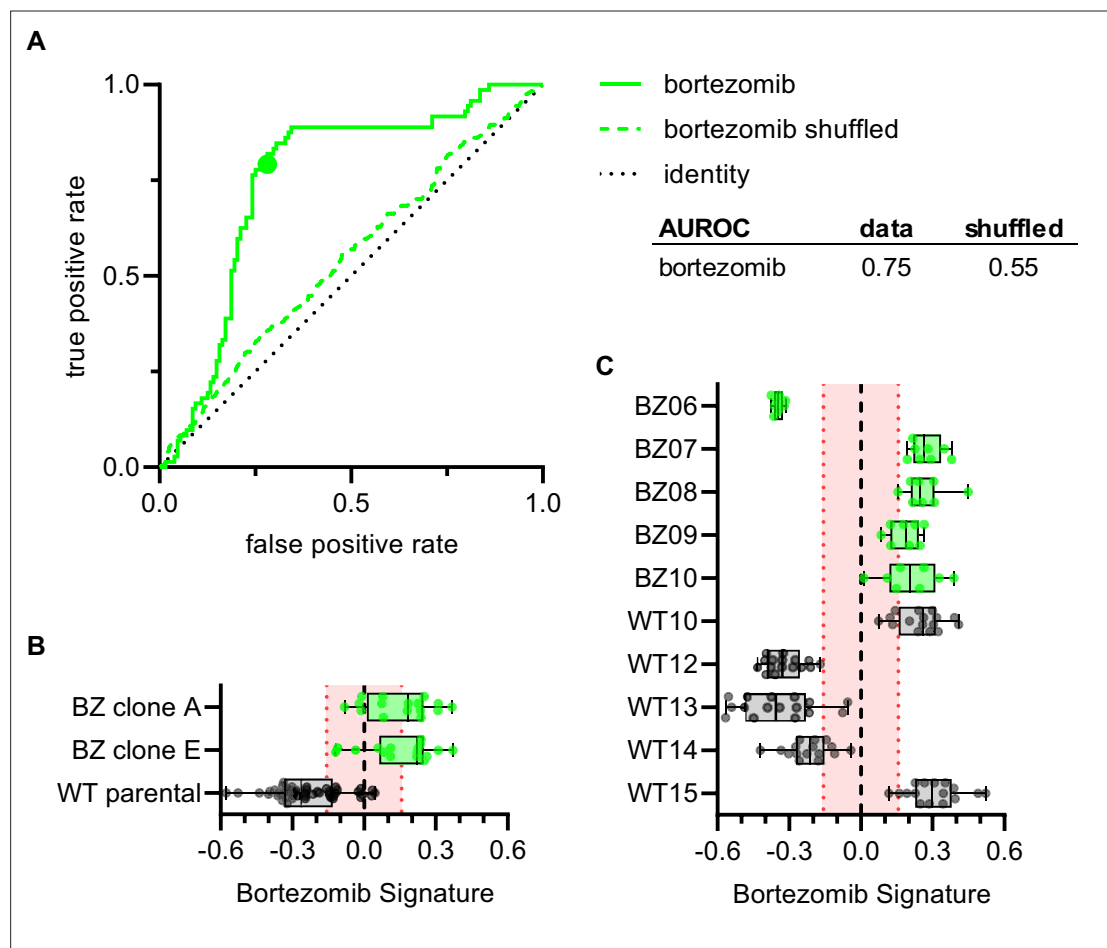 A
1.0
0.5
0.0
0.0
0.5
1.0
true positive rate
false positive rate
bortezomib
bortezomib shuffled
identity
AUROC data shuffled
bortezomib 0.75 0.55
B
BZ clone A
BZ clone E
WT parental
-0.6 -0.3 0.0 0.3 0.6
Bortezomib Signature
C
BZ06
BZ07
BZ08
BZ09
BZ10
WT10
WT12
WT13
WT14
WT15
-0.6 -0.3 0.0 0.3 0.6
Bortezomib Signature